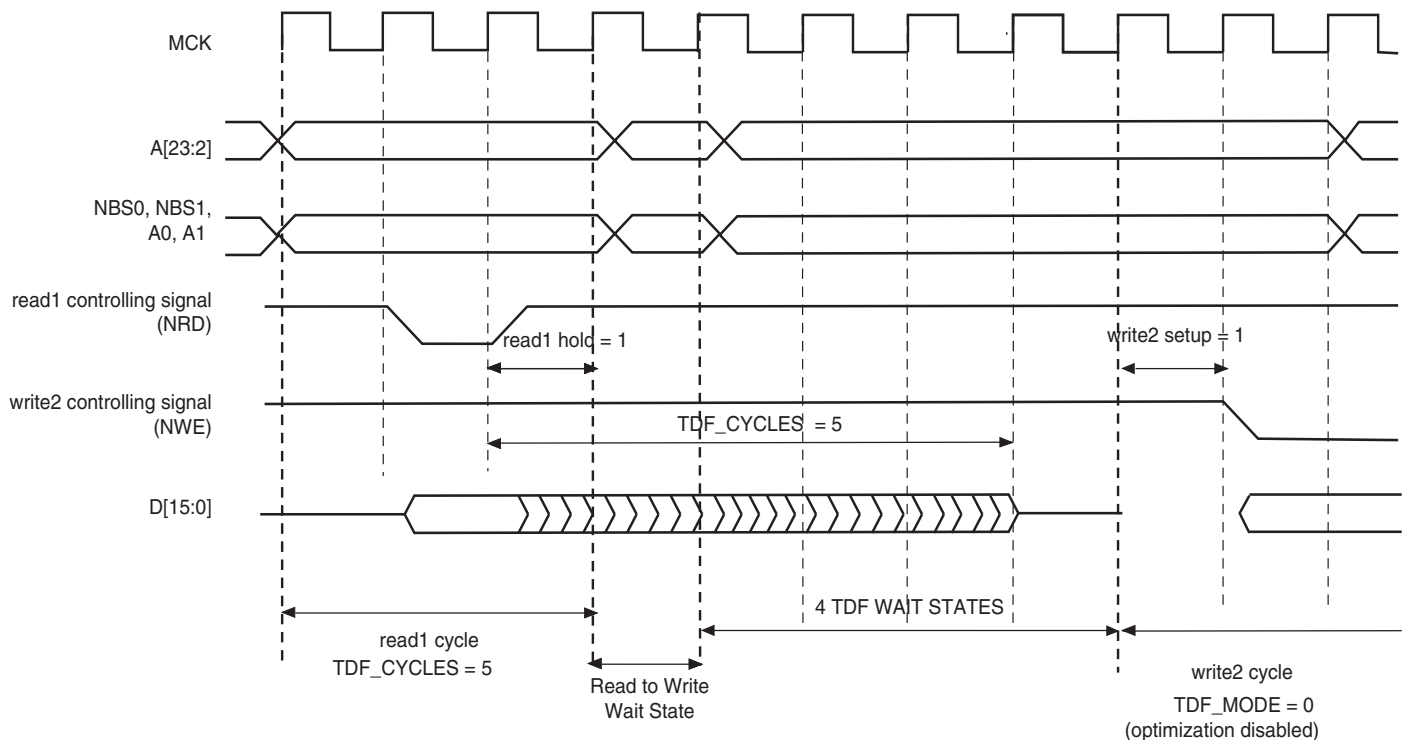 MCK
A[23:2]
NBS0, NBS1,
A0, A1
read1 controlling signal
(NRD)
read1 hold = 1
write2 setup = 1
write2 controlling signal
(NWE)
TDF_CYCLES = 5
D[15:0]
4 TDF WAIT STATES
read1 cycle
TDF_CYCLES = 5
Read to Write
Wait State
write2 cycle
TDF_MODE = 0
(optimization disabled)